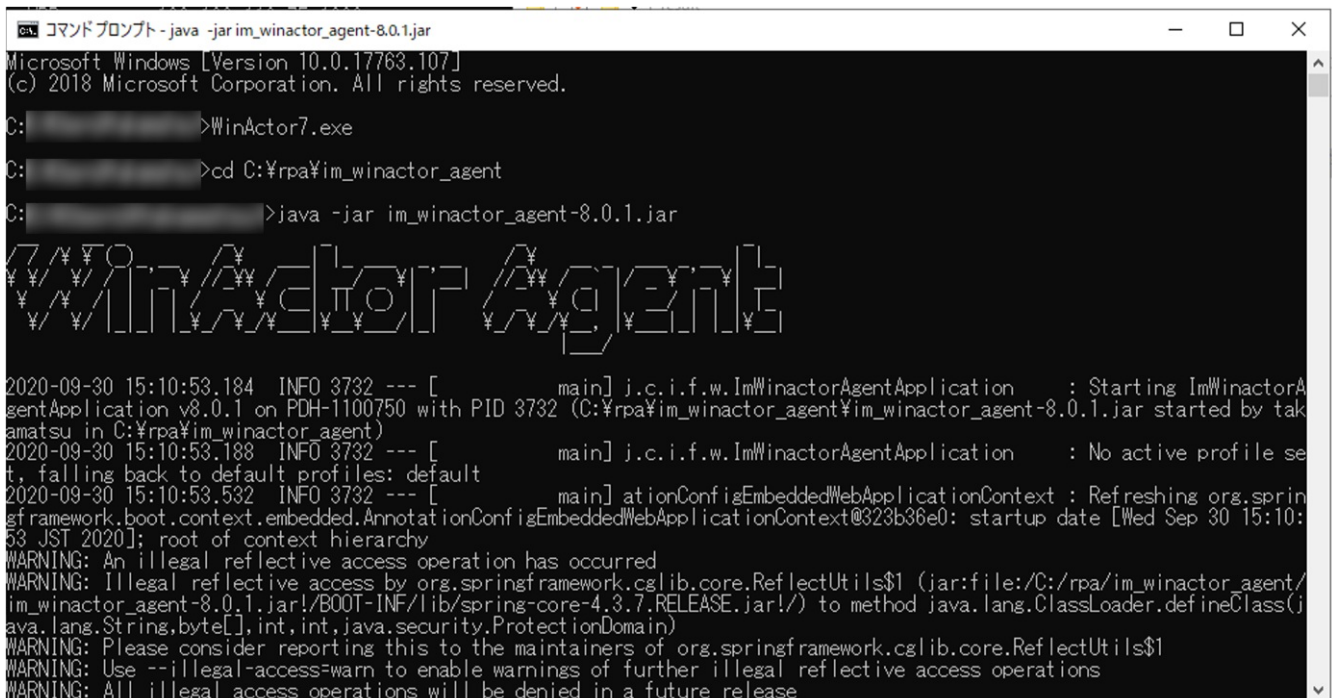 コマンド プロンプト - java -jar im_winactor_agent-8.0.1.jar
Microsoft Windows [Version 10.0.17763.107]
(c) 2018 Microsoft Corporation. All rights reserved.
C:>WinActor7.exe
C:>cd C:¥rpa¥im_winactor_agent
C:>java -jar im_winactor_agent-8.0.1.jar
WinActor Agent
2020-09-30 15:10:53.184  INFO 3732 --- [           main] j.c.i.f.w.ImWinactorAgentApplication     : Starting ImWinactorA
gentApplication v8.0.1 on PDH-1100750 with PID 3732 (C:¥rpa¥im_winactor_agent¥im_winactor_agent-8.0.1.jar started by tak
amatsu in C:¥rpa¥im_winactor_agent)
2020-09-30 15:10:53.188  INFO 3732 --- [           main] j.c.i.f.w.ImWinactorAgentApplication     : No active profile se
t, falling back to default profiles: default
2020-09-30 15:10:53.532  INFO 3732 --- [           main] ationConfigEmbeddedWebApplicationContext : Refreshing org.sprin
gframework.boot.context.embedded.AnnotationConfigEmbeddedWebApplicationContext@323b36e0: startup date [Wed Sep 30 15:10:
53 JST 2020]; root of context hierarchy
WARNING: An illegal reflective access operation has occurred
WARNING: Illegal reflective access by org.springframework.cglib.core.ReflectUtils$1 (jar:file:/C:/rpa/im_winactor_agent/
im_winactor_agent-8.0.1.jar!/BOOT-INF/lib/spring-core-4.3.7.RELEASE.jar!/) to method java.lang.ClassLoader.defineClass(j
ava.lang.String,byte[],int,int,java.security.ProtectionDomain)
WARNING: Please consider reporting this to the maintainers of org.springframework.cglib.core.ReflectUtils$1
WARNING: Use --illegal-access=warn to enable warnings of further illegal reflective access operations
WARNING: All illegal access operations will be denied in a future release